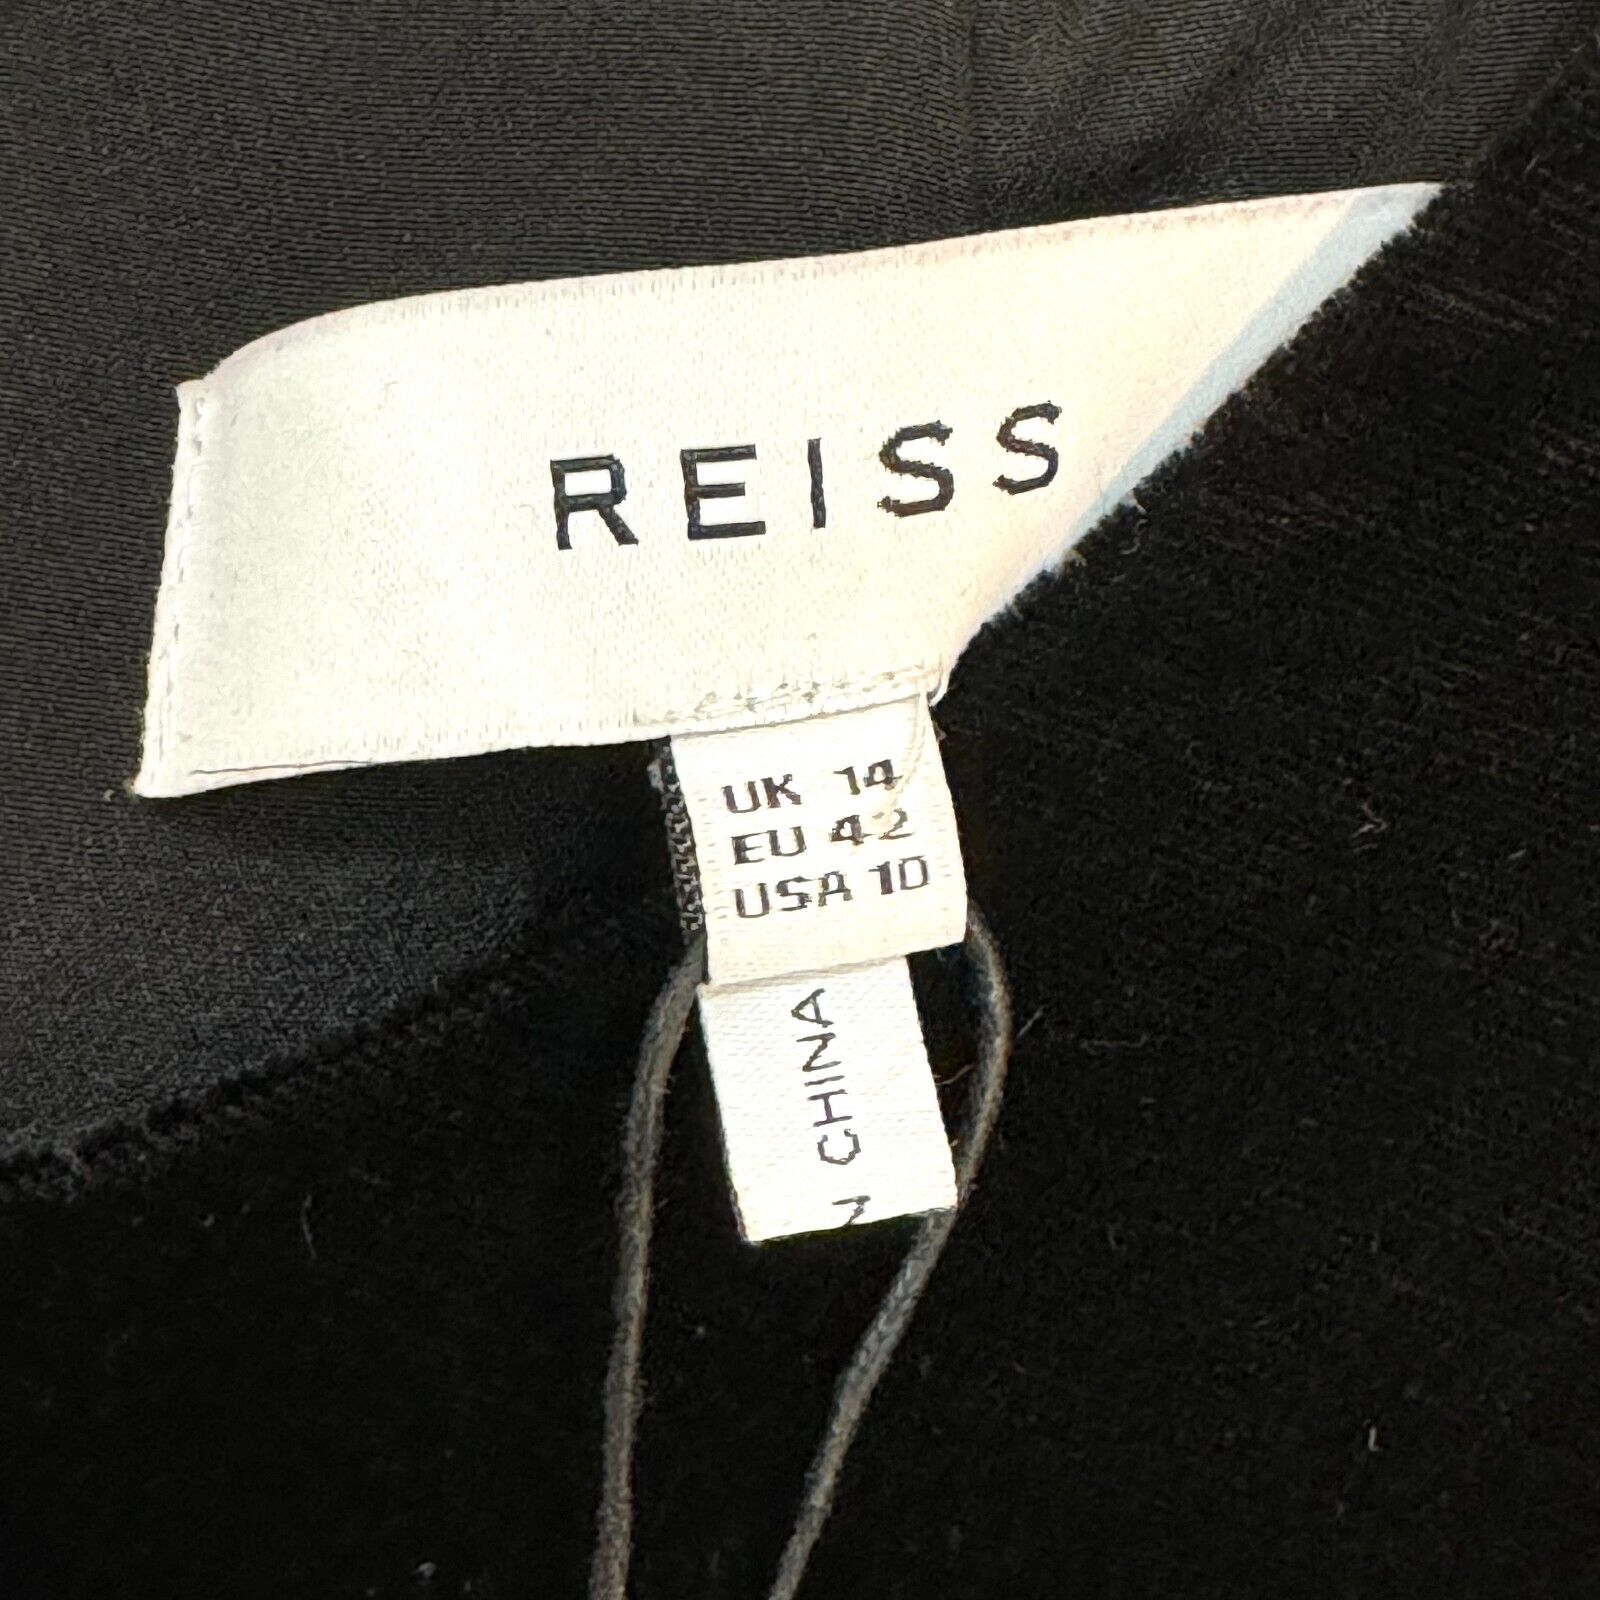 REISS
UK 14
EU 42
USA 10
CHINA